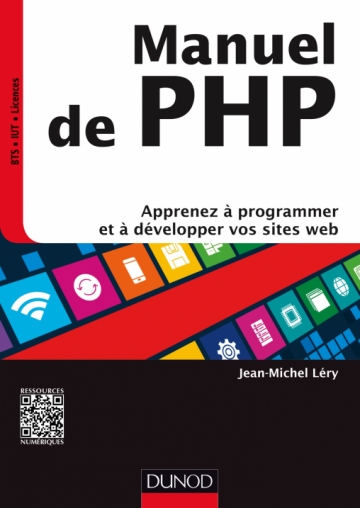 BTS • IUT • Licences
Manuel
de PHP
Apprenez à programmer
et à développer vos sites web
Jean-Michel Léry
RESSOURCES
NUMÉRIQUES
DUNOD